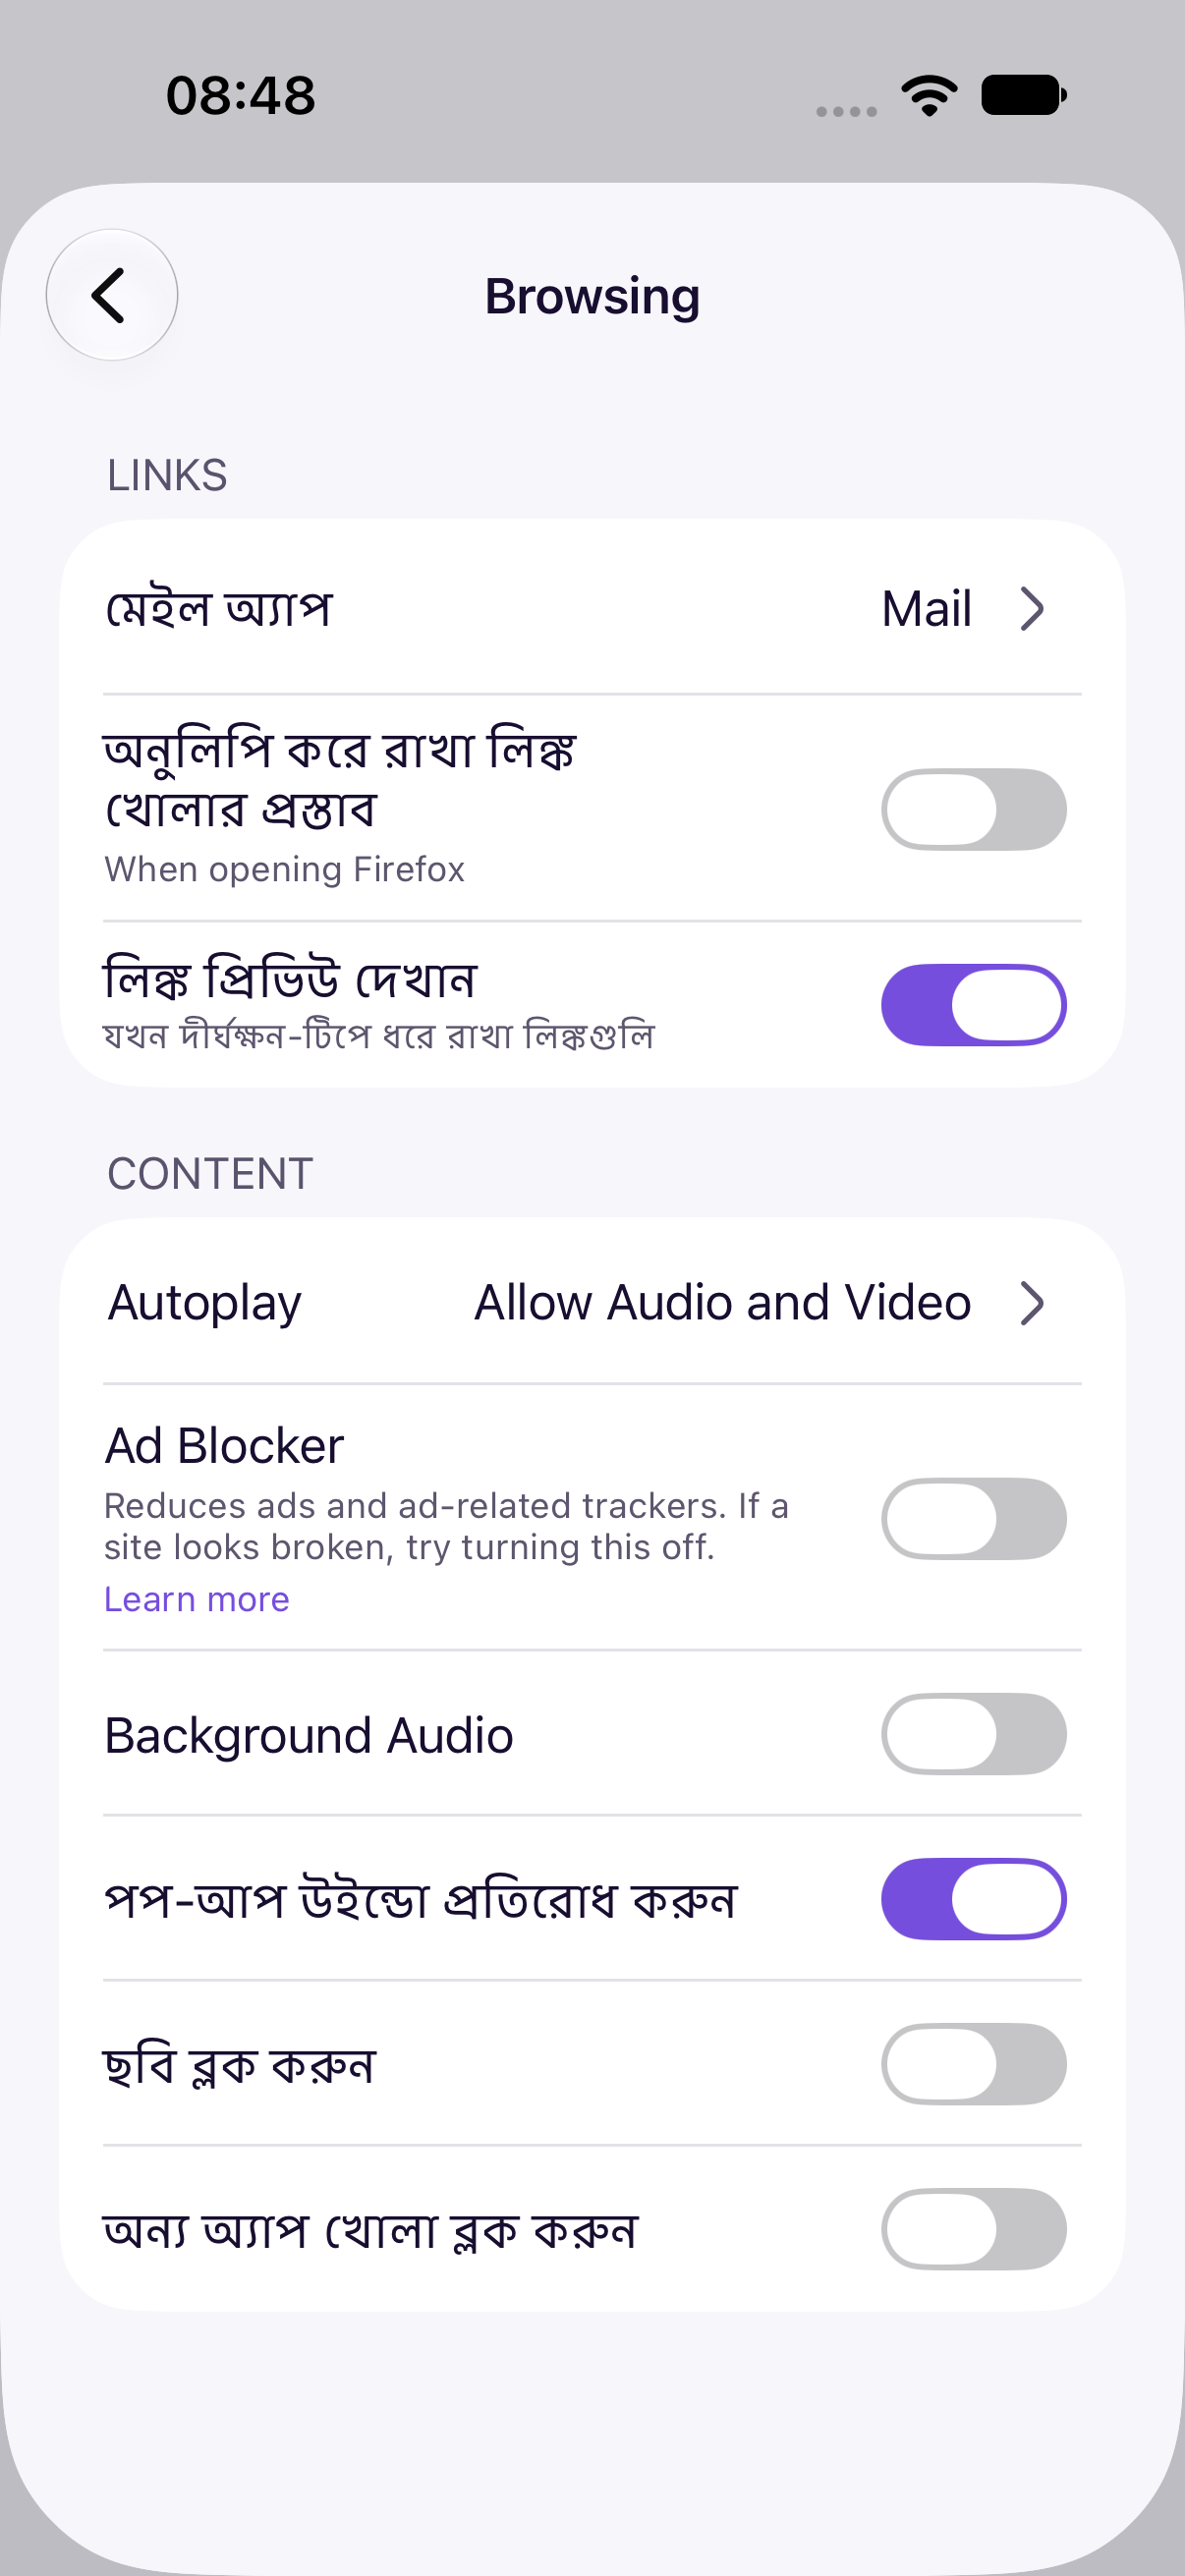 08:48
Browsing
LINKS
মেইল অ্যাপ
Mail
অনুলিপি করে রাখা লিঙ্ক
খোলার প্রস্তাব
When opening Firefox
লিঙ্ক প্রিভিউ দেখান
যখন দীর্ঘক্ষন-টিপে ধরে রাখা লিঙ্কগুলি
CONTENT
Autoplay
Allow Audio and Video
Ad Blocker
Reduces ads and ad-related trackers. If a
site looks broken, try turning this off.
Learn more
Background Audio
পপ-আপ উইন্ডো প্রতিরোধ করুন
ছবি ব্লক করুন
অন্য অ্যাপ খোলা ব্লক করুন